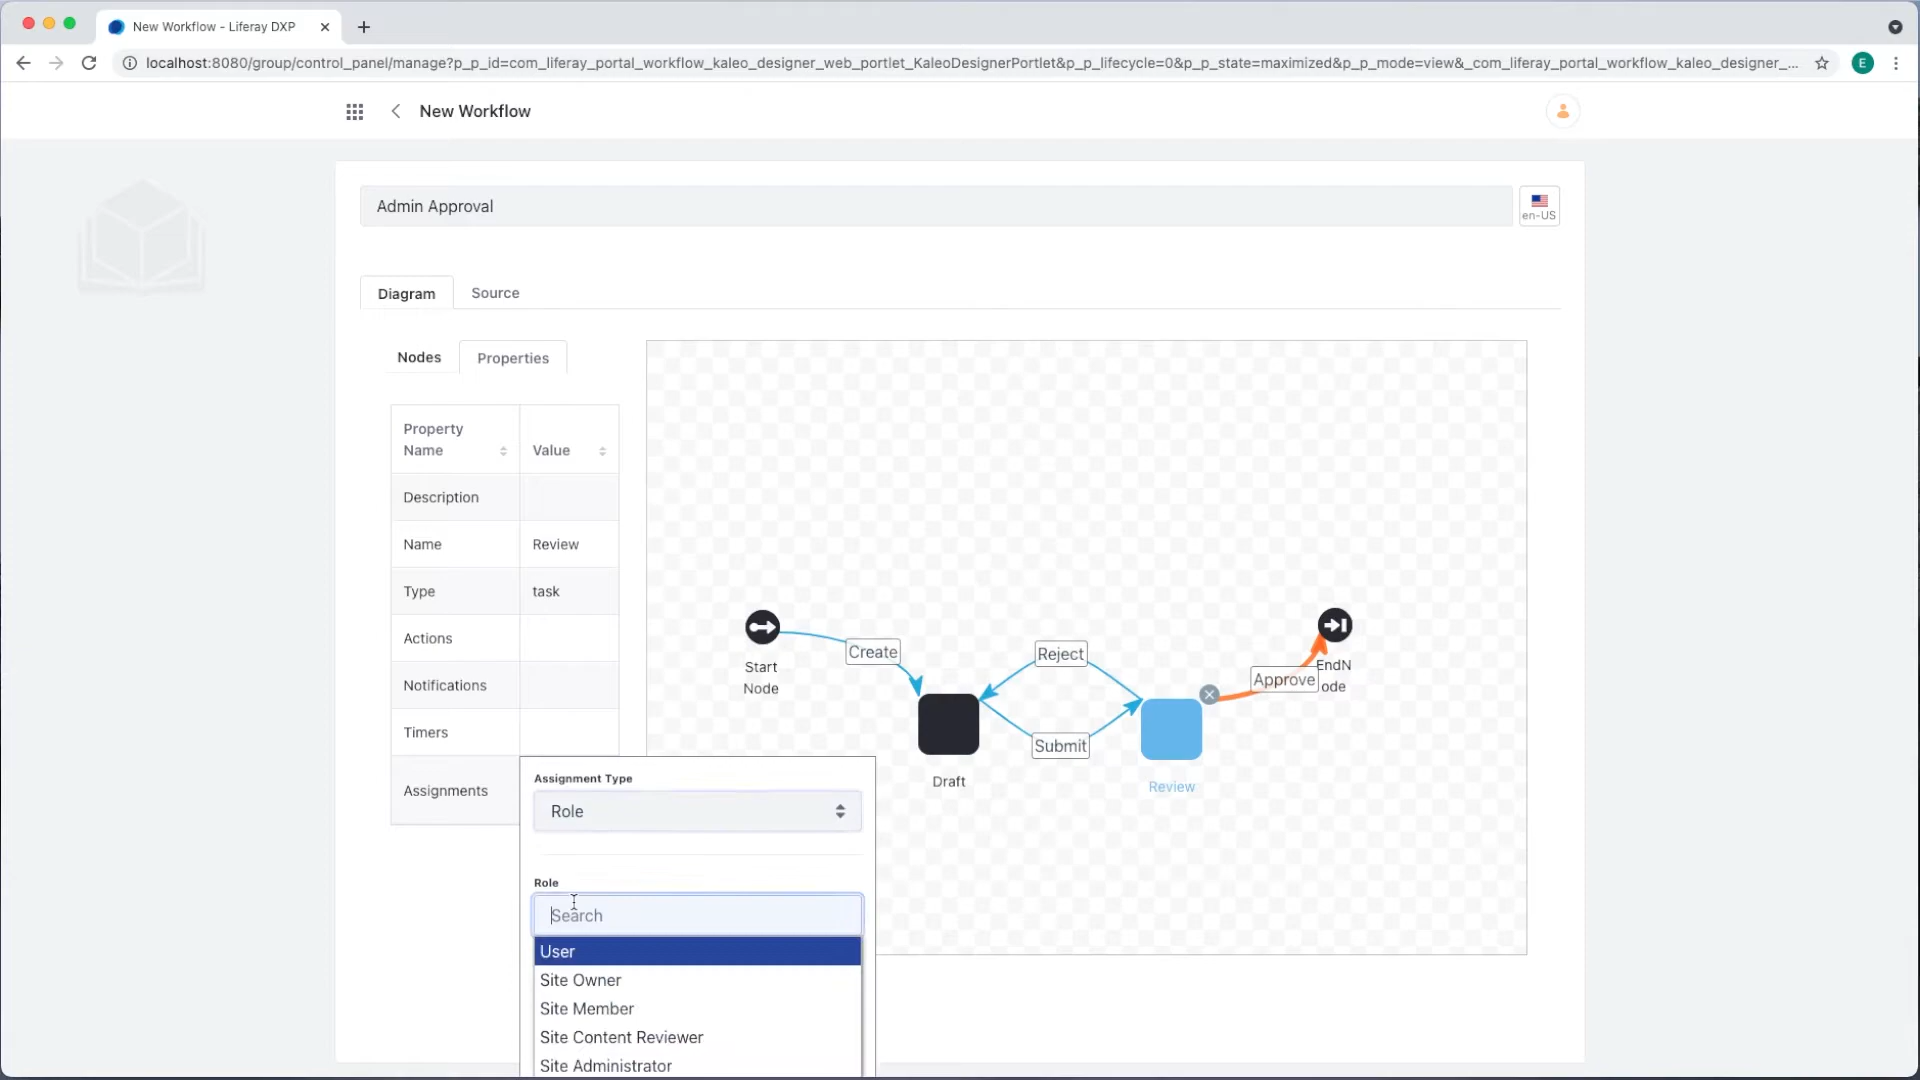 New Workflow - Liferay DXP
localhost:8080/group/control_panel/manage?p_p_id=com_liferay_portal_workflow_kaleo_designer_web_portlet_KaleoDesignerPortlet&p_p_lifecycle=0&p_p_state=maximized&p_p_mode=view&_com_liferay_portal_workflow_kaleo_designer_...
E
New Workflow
Admin Approval
en-US
Diagram
Source
Nodes
Properties
Property
Name
Value
Description
Name
Review
Type
task
Actions
Notifications
Timers
Assignments
Start
Node
Create
Draft
Reject
Submit
Review
Approve
EndN
ode
Assignment Type
Role
Role
Search
User
Site Owner
Site Member
Site Content Reviewer
Site Administrator